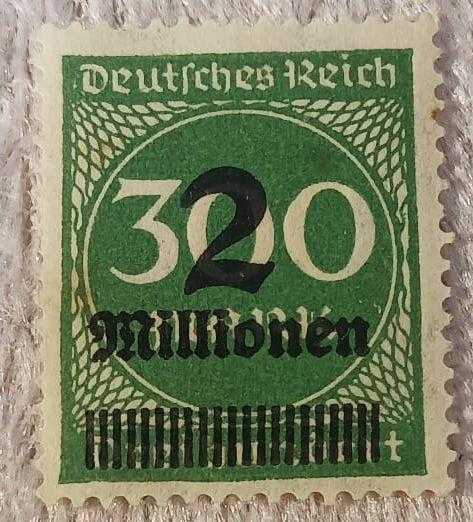 Deutsches Reich
300
2
Millionen
t